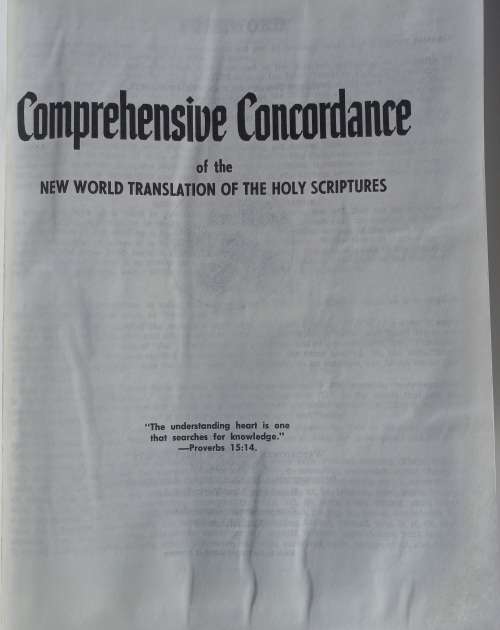 Comprehensive Concordance
of the
NEW WORLD TRANSLATION OF THE HOLY SCRIPTURES
"The understanding heart is one
that searches for knowledge."
—Proverbs 15:14.